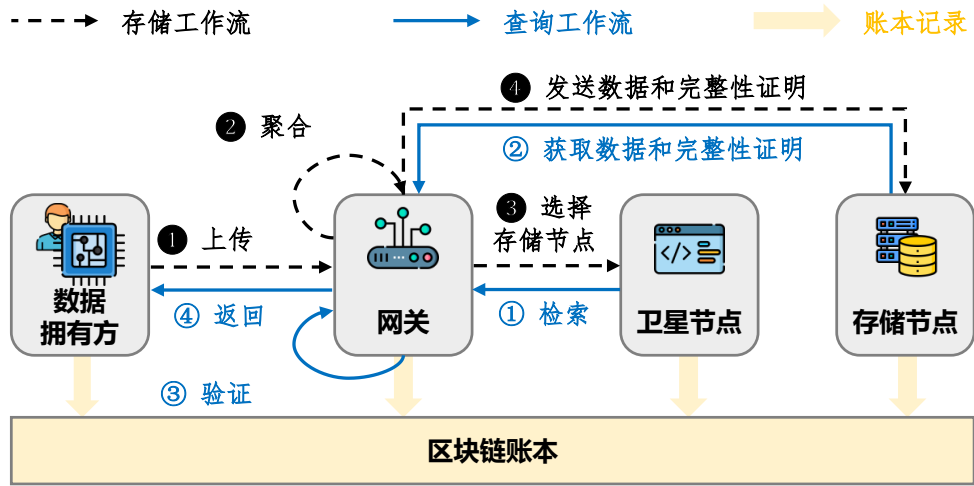 存储工作流
查询工作流
账本记录
❹ 发送数据和完整性证明
❷ 聚合
② 获取数据和完整性证明
❶ 上传
❸ 选择
存储节点
④ 返回
① 检索
数据
拥有方
网关
卫星节点
存储节点
③ 验证
区块链账本